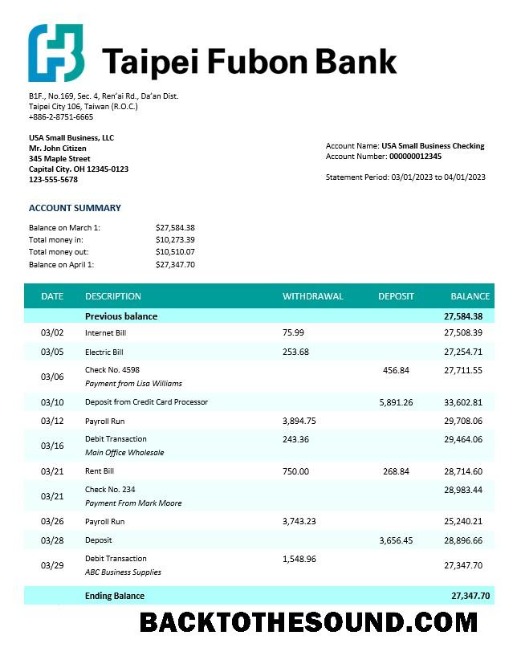 Taipei Fubon Bank
B1F., No.169, Sec. 4, Ren'ai Rd., Da'an Dist.
Taipei City 106, Taiwan (R.O.C.)
+886-2-8751-6665
USA Small Business, LLC
Mr. John Citizen
345 Maple Street
Capital City. OH 12345-0123
123-555-5678
Account Name: USA Small Business Checking
Account Number: 000000012345
Statement Period: 03/01/2023 to 04/01/2023
ACCOUNT SUMMARY
Balance on March 1: $27,584.38
Total money in: $10,273.39
Total money out: $10,510.07
Balance on April 1: $27,347.70
DATE DESCRIPTION WITHDRAWAL DEPOSIT BALANCE
Previous balance 27,584.38
03/02 Internet Bill 75.99 27,508.39
03/05 Electric Bill 253.68 27,254.71
03/06 Check No. 4598 456.84 27,711.55
Payment from Lisa Williams
03/10 Deposit from Credit Card Processor 5,891.26 33,602.81
03/12 Payroll Run 3,894.75 29,708.06
03/16 Debit Transaction 243.36 29,464.06
Main Office Wholesale
03/21 Rent Bill 750.00 268.84 28,714.60
03/21 Check No. 234 28,983.44
Payment From Mark Moore
03/26 Payroll Run 3,743.23 25,240.21
03/28 Deposit 3,656.45 28,896.66
03/29 Debit Transaction 1,548.96 27,347.70
ABC Business Supplies
Ending Balance 27,347.70
BACKTOTHESOUND.COM